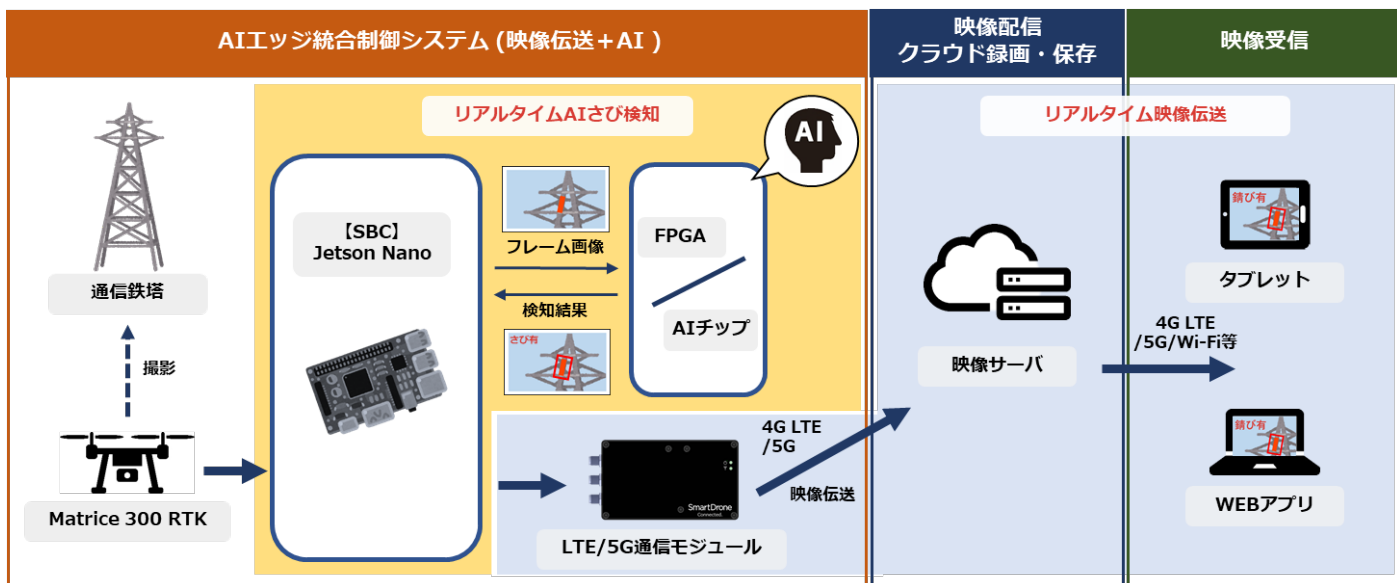 AIエッジ統合制御システム (映像伝送＋AI )
映像配信
クラウド録画・保存
映像受信
リアルタイムAIさび検知
AI
リアルタイム映像伝送
通信鉄塔
撮影
Matrice 300 RTK
【SBC】
Jetson Nano
フレーム画像
検知結果
さび有
FPGA
AIチップ
SmartDrone
Connected.
LTE/5G通信モジュール
4G LTE
/5G
映像伝送
映像サーバ
4G LTE
/5G/Wi-Fi等
錆び有
タブレット
錆び有
WEBアプリ